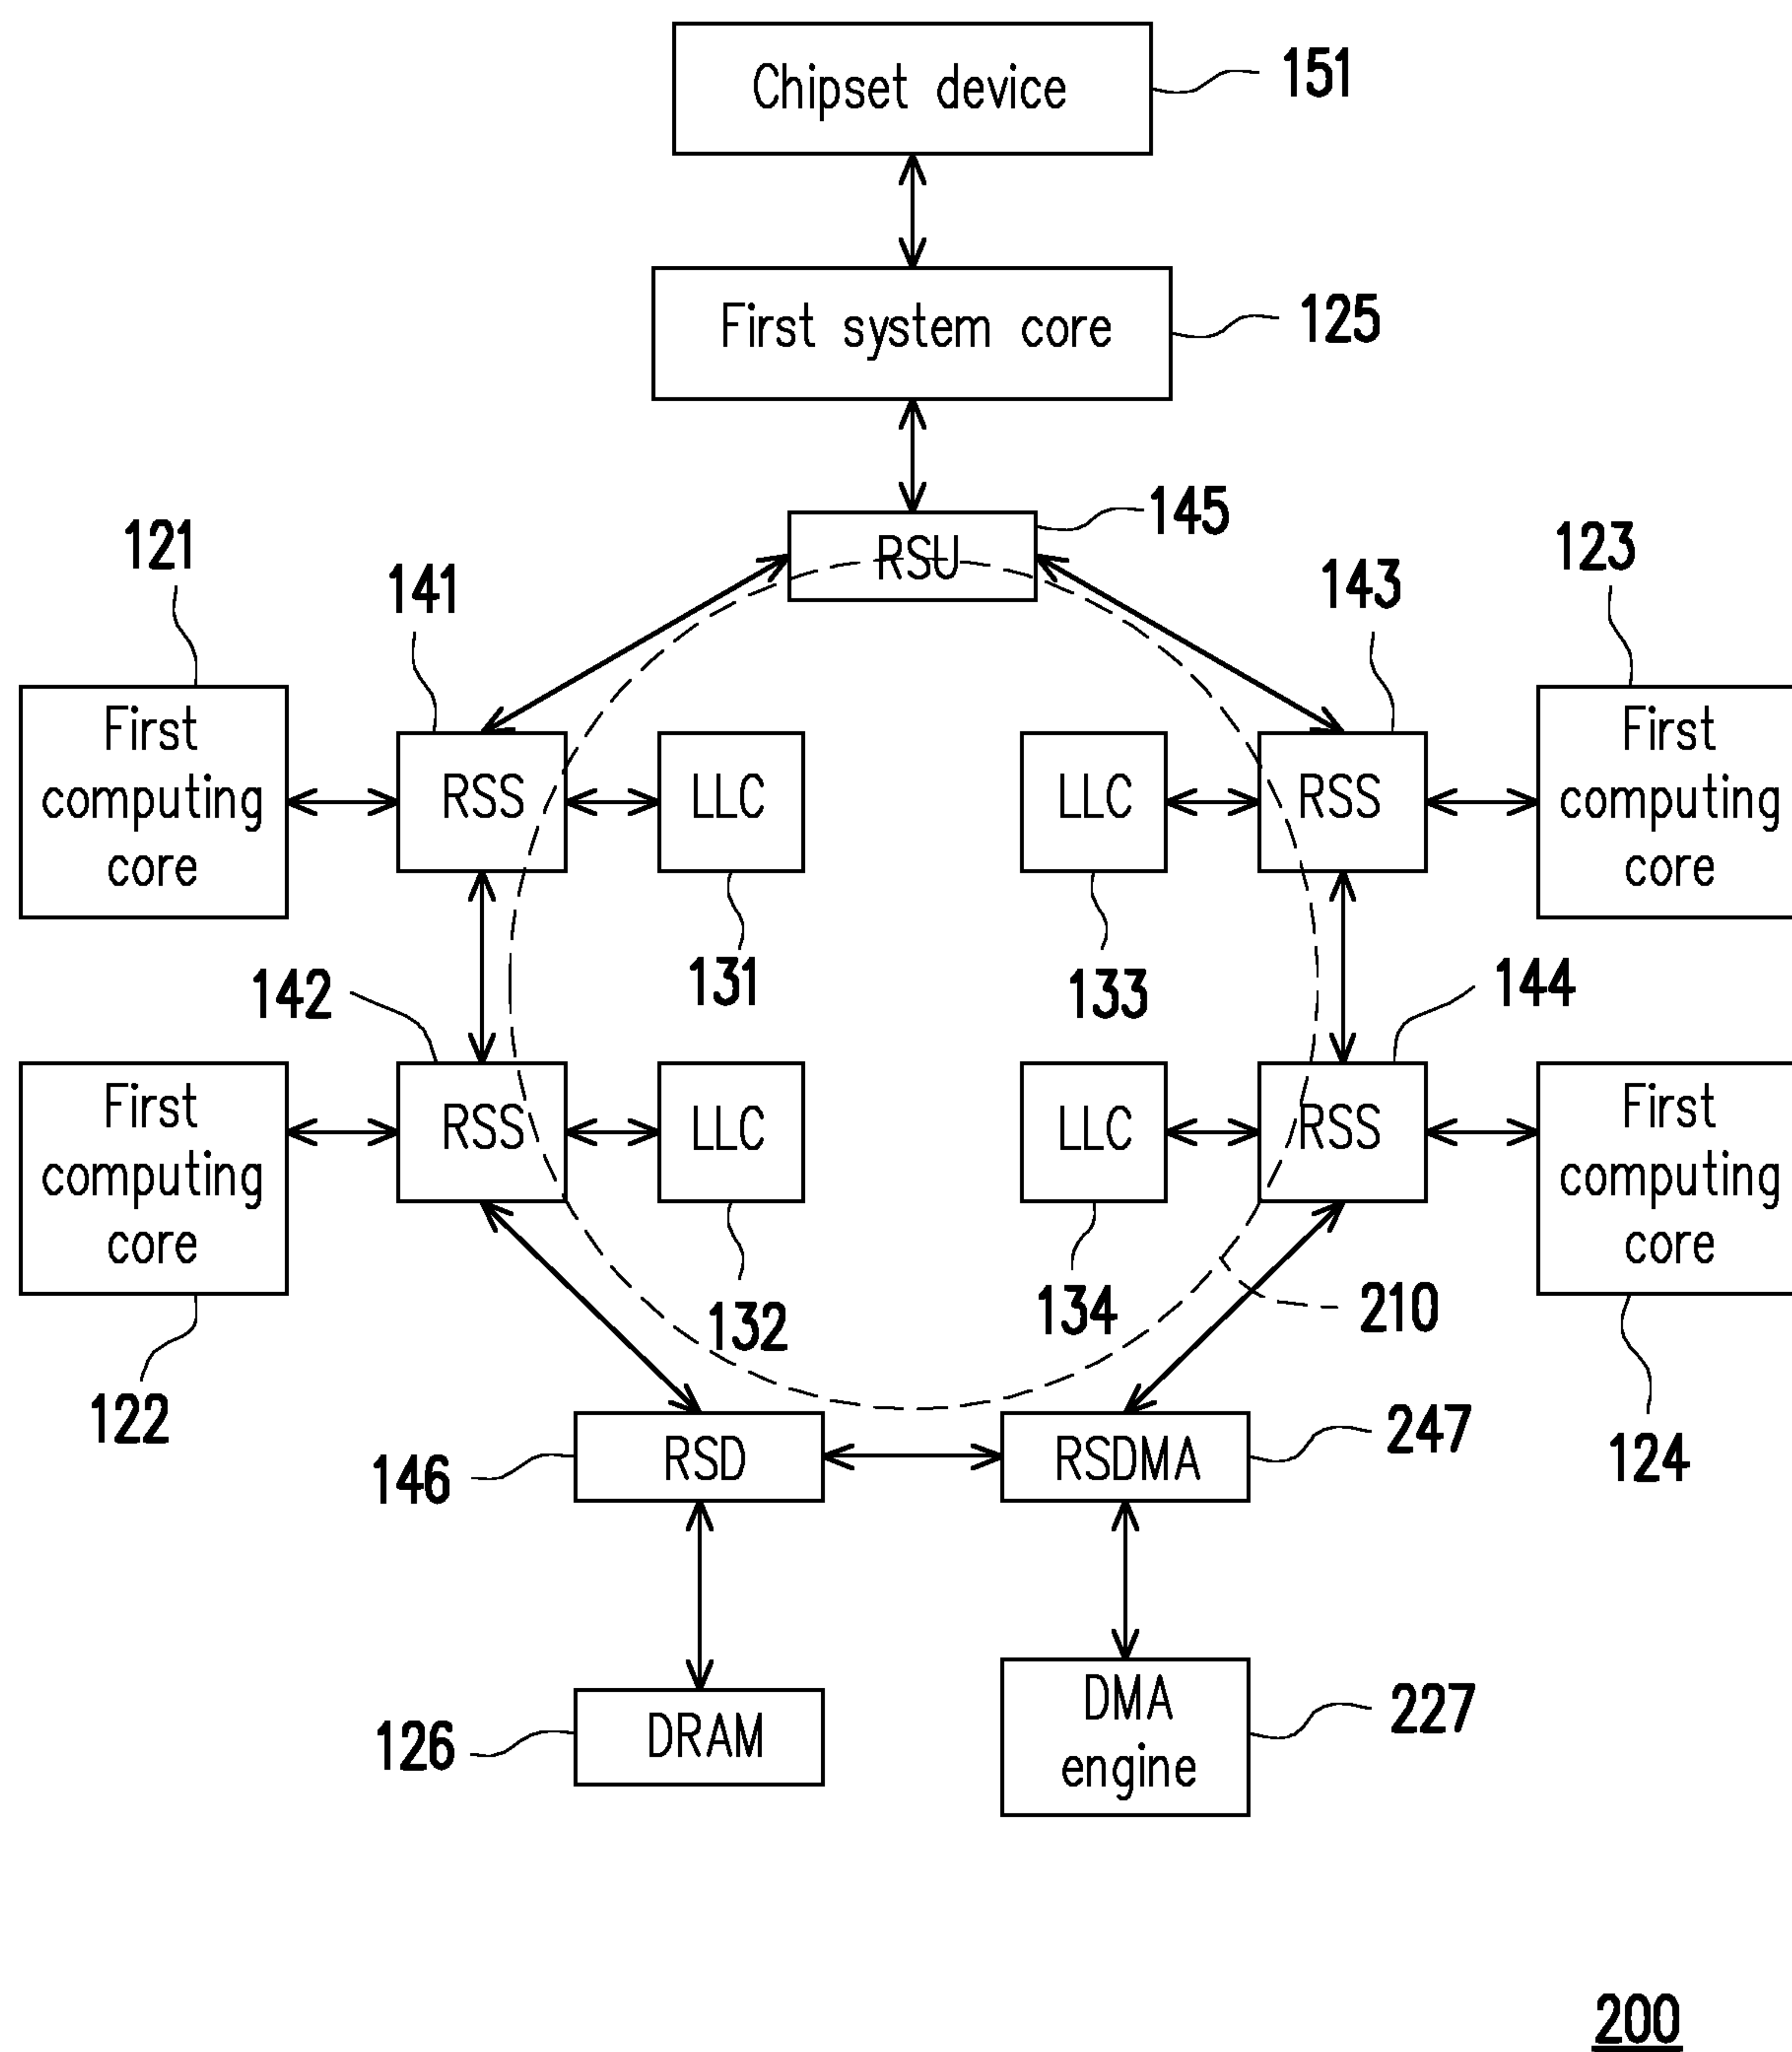 Chipset device
151
First system core
125
RSU
145
121
141
143
123
First
computing
core
RSS
LLC
LLC
RSS
First
computing
core
131
133
142
144
First
computing
core
RSS
LLC
LLC
RSS
First
computing
core
132
134
210
122
124
146
RSD
RSDMA
247
126
DRAM
DMA
engine
227
200